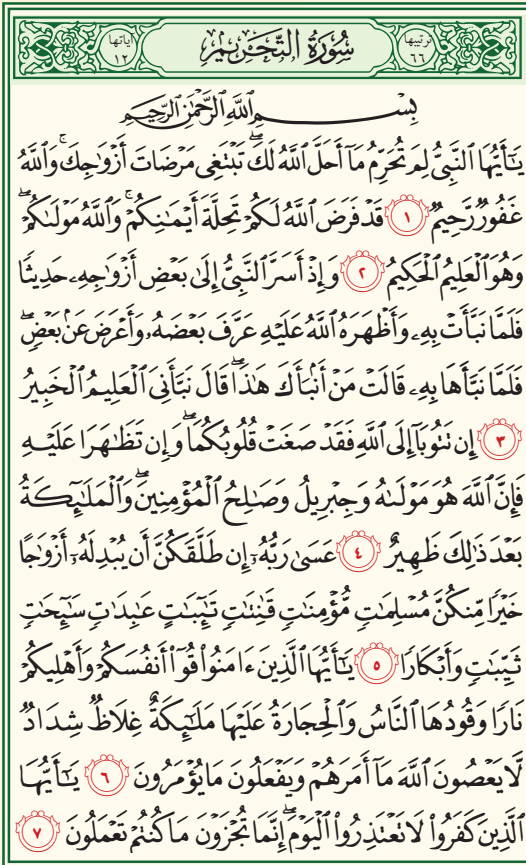 ترتيبها ٦٦ سُورَةُ التَّحْرِيمِ آياتها ١٢
بِسْمِ اللَّهِ الرَّحْمَٰنِ الرَّحِيمِ
يَٰٓأَيُّهَا ٱلنَّبِىُّ لِمَ تُحَرِّمُ مَآ أَحَلَّ ٱللَّهُ لَكَۖ تَبْتَغِى مَرْضَاتَ أَزْوَٰجِكَۚ وَٱللَّهُ
غَفُورٌ رَّحِيمٌ ١ قَدْ فَرَضَ ٱللَّهُ لَكُمْ تَحِلَّةَ أَيْمَٰنِكُمْۚ وَٱللَّهُ مَوْلَىٰكُمْۖ
وَهُوَ ٱلْعَلِيمُ ٱلْحَكِيمُ ٢ وَإِذْ أَسَرَّ ٱلنَّبِىُّ إِلَىٰ بَعْضِ أَزْوَٰجِهِۦ حَدِيثًا
فَلَمَّا نَبَّأَتْ بِهِۦ وَأَظْهَرَهُ ٱللَّهُ عَلَيْهِ عَرَّفَ بَعْضَهُۥ وَأَعْرَضَ عَنۢ بَعْضٍۖ
فَلَمَّا نَبَّأَهَا بِهِۦ قَالَتْ مَنْ أَنۢبَأَكَ هَٰذَاۖ قَالَ نَبَّأَنِىَ ٱلْعَلِيمُ ٱلْخَبِيرُ
٣ إِن تَتُوبَآ إِلَى ٱللَّهِ فَقَدْ صَغَتْ قُلُوبُكُمَاۖ وَإِن تَظَٰهَرَا عَلَيْهِ
فَإِنَّ ٱللَّهَ هُوَ مَوْلَىٰهُ وَجِبْرِيلُ وَصَٰلِحُ ٱلْمُؤْمِنِينَۖ وَٱلْمَلَٰٓئِكَةُ
بَعْدَ ذَٰلِكَ ظَهِيرٌ ٤ عَسَىٰ رَبُّهُۥٓ إِن طَلَّقَكُنَّ أَن يُبْدِلَهُۥٓ أَزْوَٰجًا
خَيْرًا مِّنكُنَّ مُسْلِمَٰتٍ مُّؤْمِنَٰتٍ قَٰنِتَٰتٍ تَٰٓئِبَٰتٍ عَٰبِدَٰتٍ سَٰٓئِحَٰتٍ
ثَيِّبَٰتٍ وَأَبْكَارًا ٥ يَٰٓأَيُّهَا ٱلَّذِينَ ءَامَنُوا۟ قُوٓا۟ أَنفُسَكُمْ وَأَهْلِيكُمْ
نَارًا وَقُودُهَا ٱلنَّاسُ وَٱلْحِجَارَةُ عَلَيْهَا مَلَٰٓئِكَةٌ غِلَاظٌ شِدَادٌ
لَّا يَعْصُونَ ٱللَّهَ مَآ أَمَرَهُمْ وَيَفْعَلُونَ مَا يُؤْمَرُونَ ٦ يَٰٓأَيُّهَا
ٱلَّذِينَ كَفَرُوا۟ لَا تَعْتَذِرُوا۟ ٱلْيَوْمَۖ إِنَّمَا تُجْزَوْنَ مَا كُنتُمْ تَعْمَلُونَ ٧